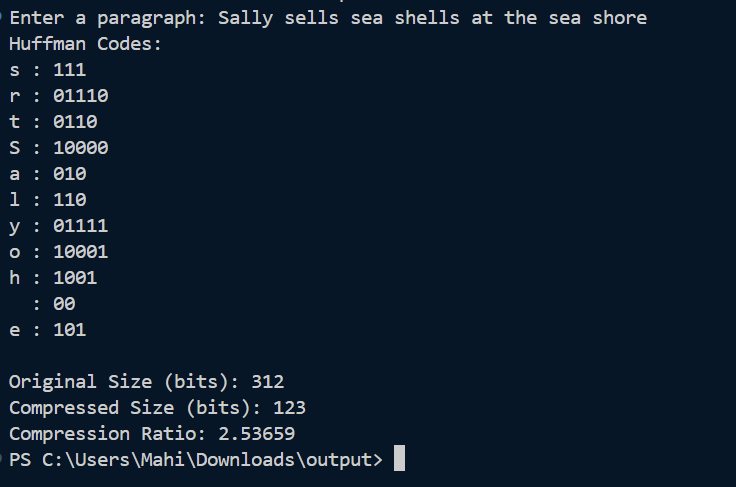 Enter a paragraph: Sally sells sea shells at the sea shore
Huffman Codes:
s : 111
r : 01110
t : 0110
S : 10000
a : 010
l : 110
y : 01111
o : 10001
h : 1001
  : 00
e : 101

Original Size (bits): 312
Compressed Size (bits): 123
Compression Ratio: 2.53659
PS C:\Users\Mahi\Downloads\output>